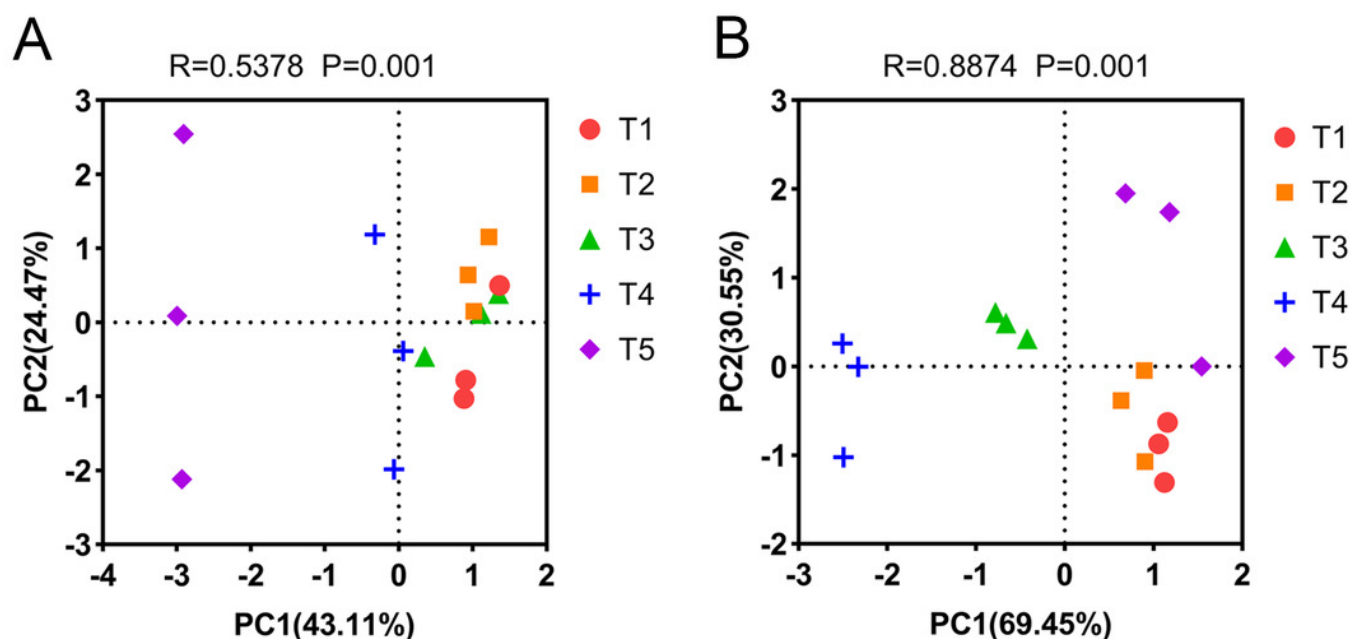 A
R=0.5378 P=0.001
3
2
1
0
-1
-2
-3
PC2(24.47%)
-4 -3 -2 -1 0 1 2
PC1(43.11%)
T1
T2
T3
T4
T5
B
R=0.8874 P=0.001
3
2
1
0
-1
-2
PC2(30.55%)
-3 -2 -1 0 1 2
PC1(69.45%)
T1
T2
T3
T4
T5